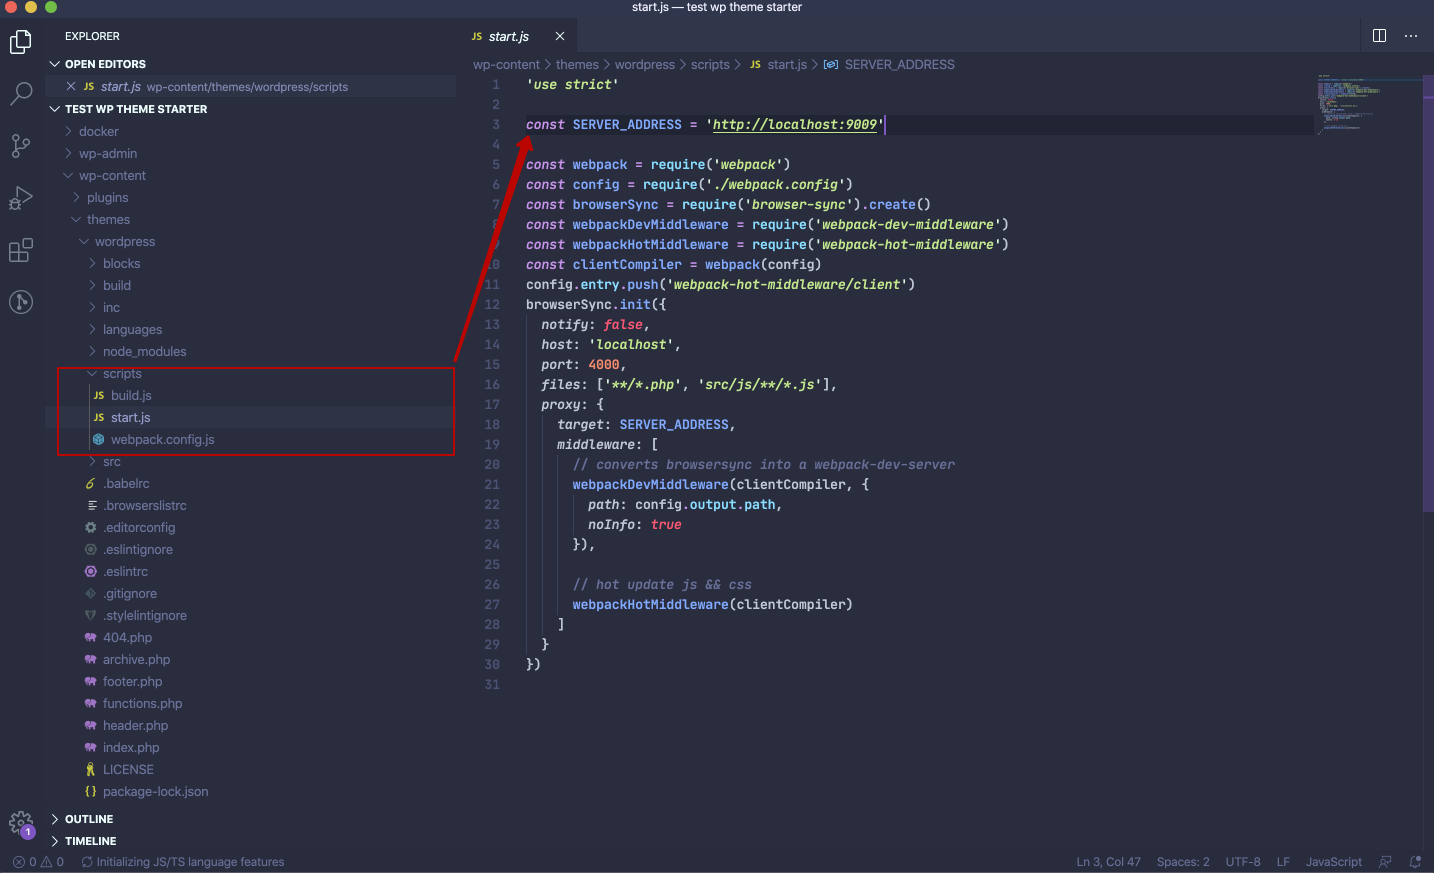 start.js — test wp theme starter
EXPLORER
OPEN EDITORS
JS start.js wp-content/themes/wordpress/scripts
TEST WP THEME STARTER
docker
wp-admin
wp-content
plugins
themes
wordpress
blocks
build
inc
languages
node_modules
scripts
JS build.js
JS start.js
webpack.config.js
src
.babelrc
.browserslistrc
.editorconfig
.eslintignore
.eslintrc
.gitignore
.stylelintignore
404.php
archive.php
footer.php
functions.php
header.php
index.php
LICENSE
{} package-lock.json
OUTLINE
TIMELINE
1
JS start.js
wp-content > themes > wordpress > scripts > JS start.js > SERVER_ADDRESS
1 'use strict'
2
3 const SERVER_ADDRESS = 'http://localhost:9009'
4
5 const webpack = require('webpack')
6 const config = require('./webpack.config')
7 const browserSync = require('browser-sync').create()
8 const webpackDevMiddleware = require('webpack-dev-middleware')
9 const webpackHotMiddleware = require('webpack-hot-middleware')
10 const clientCompiler = webpack(config)
11 config.entry.push('webpack-hot-middleware/client')
12 browserSync.init({
13 notify: false,
14 host: 'localhost',
15 port: 4000,
16 files: ['**/*.php', 'src/js/**/*.js'],
17 proxy: {
18 target: SERVER_ADDRESS,
19 middleware: [
20 // converts browsersync into a webpack-dev-server
21 webpackDevMiddleware(clientCompiler, {
22 path: config.output.path,
23 noInfo: true
24 }),
25
26 // hot update js && css
27 webpackHotMiddleware(clientCompiler)
28 ]
29 }
30 })
31
0 0 Initializing JS/TS language features
Ln 3, Col 47 Spaces: 2 UTF-8 LF JavaScript